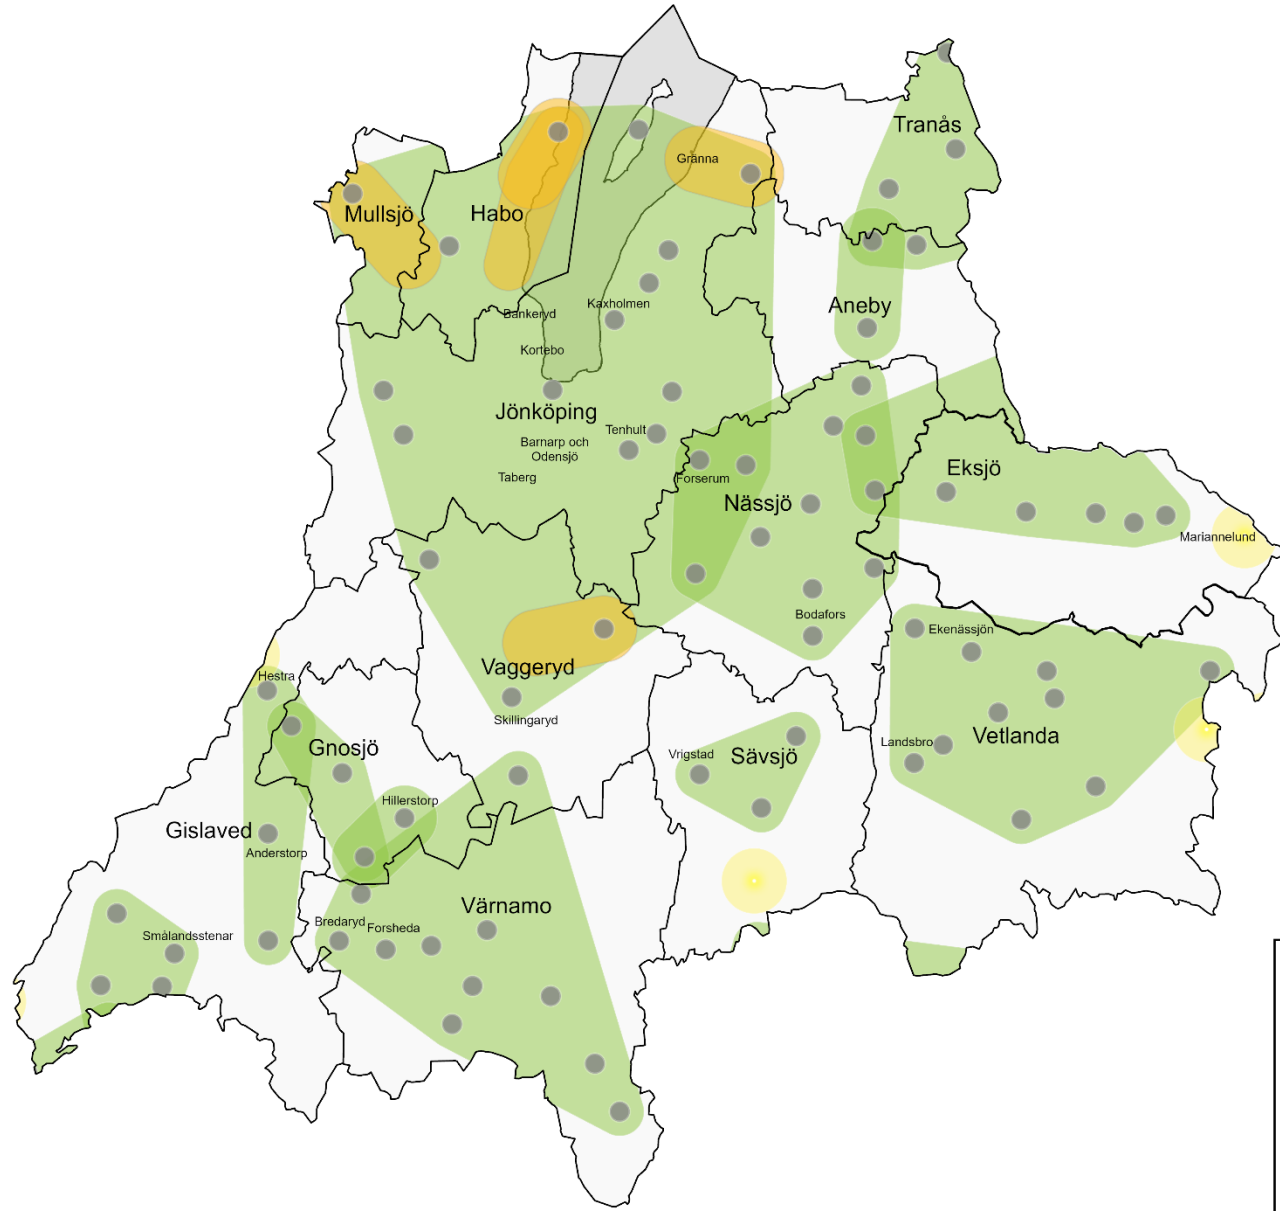 Tranås
Gränna
Mullsjö
Habo
Kaxholmen
Aneby
Bankeryd
Kortebo
Jönköping
Tenhult
Barnarp och
Odensjö
Taberg
Forserum
Nässjö
Eksjö
Mariannelund
Bodafors
Ekenässjön
Vaggeryd
Hestra
Skillingaryd
Gnosjö
Vrigstad
Sävsjö
Landsbro
Vetlanda
Hillerstorp
Gislaved
Anderstorp
Värnamo
Bredaryd
Forsheda
Smålandsstenar